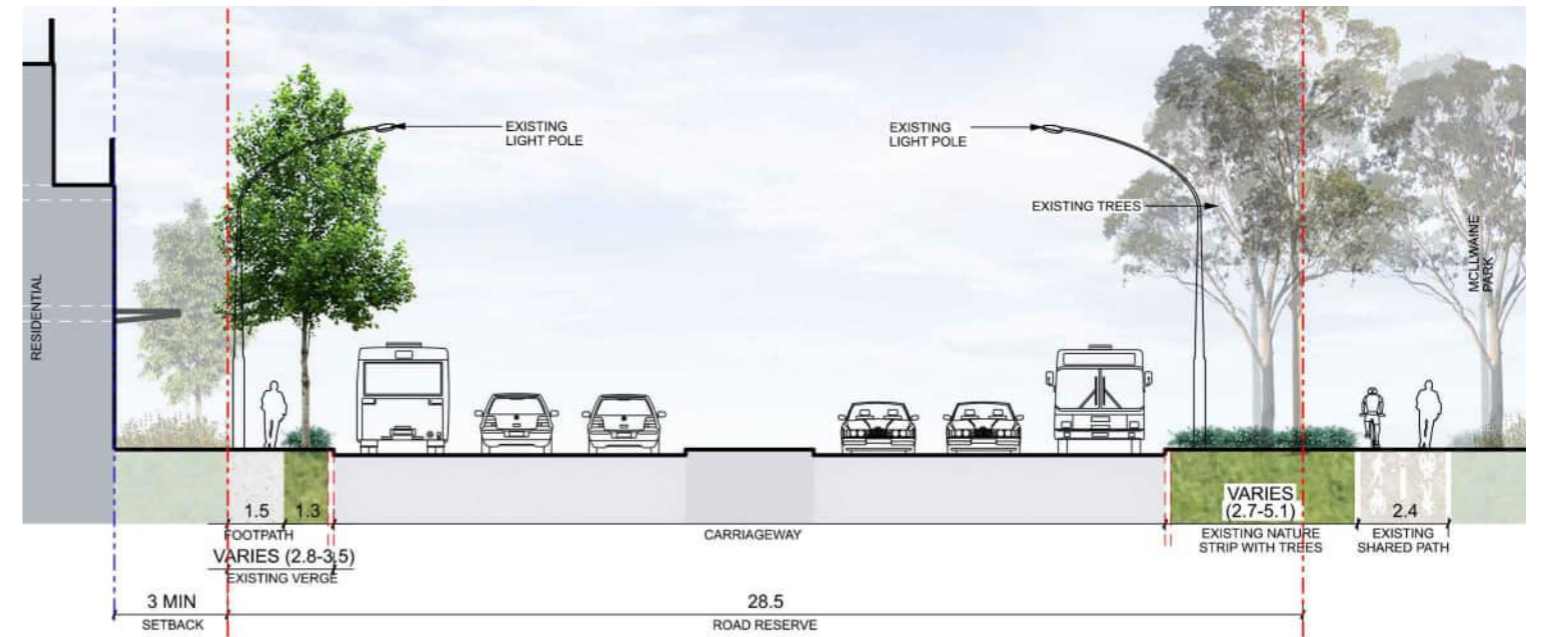 EXISTING
LIGHT POLE
EXISTING
LIGHT POLE
EXISTING TREES
RESIDENTIAL
MCLLWAINE
PARK
1.5
1.3
FOOTPATH
VARIES (2.8-3.5)
EXISTING VERGE
CARRIAGEWAY
VARIES
(2.7-5.1)
EXISTING NATURE
STRIP WITH TREES
2.4
EXISTING
SHARED PATH
3 MIN
SETBACK
28.5
ROAD RESERVE